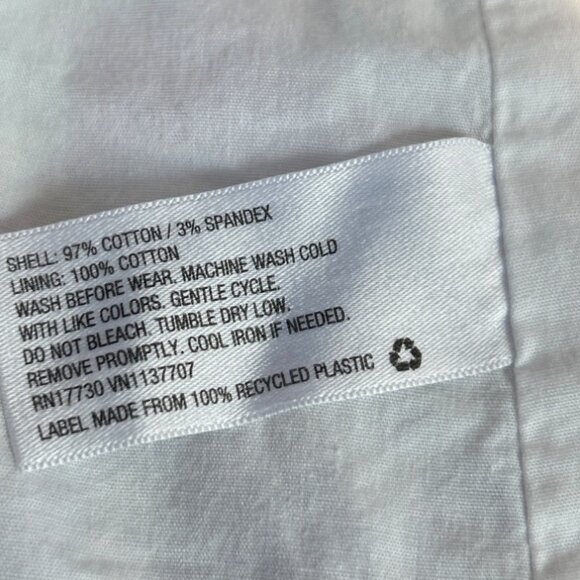 SHELL: 97% COTTON / 3% SPANDEX
LINING: 100% COTTON
WASH BEFORE WEAR. MACHINE WASH COLD
WITH LIKE COLORS. GENTLE CYCLE.
DO NOT BLEACH. TUMBLE DRY LOW.
REMOVE PROMPTLY. COOL IRON IF NEEDED.
RN17730 VN1137707
LABEL MADE FROM 100% RECYCLED PLASTIC